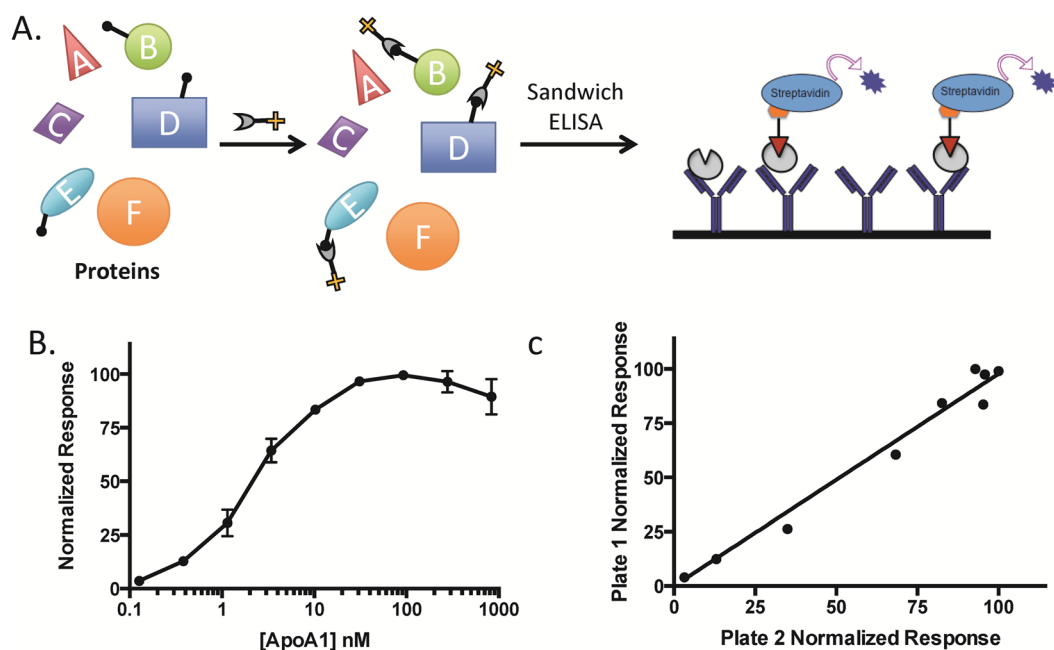 A.
A
B
C
D
E
F
Proteins
A
B
C
D
E
F
Sandwich
ELISA
Streptavidin
Streptavidin
B.
Normalized Response
100
75
50
25
0
0.1
1
10
100
1000
[ApoA1] nM
c
Plate 1 Normalized Response
100
75
50
25
0
0
25
50
75
100
Plate 2 Normalized Response